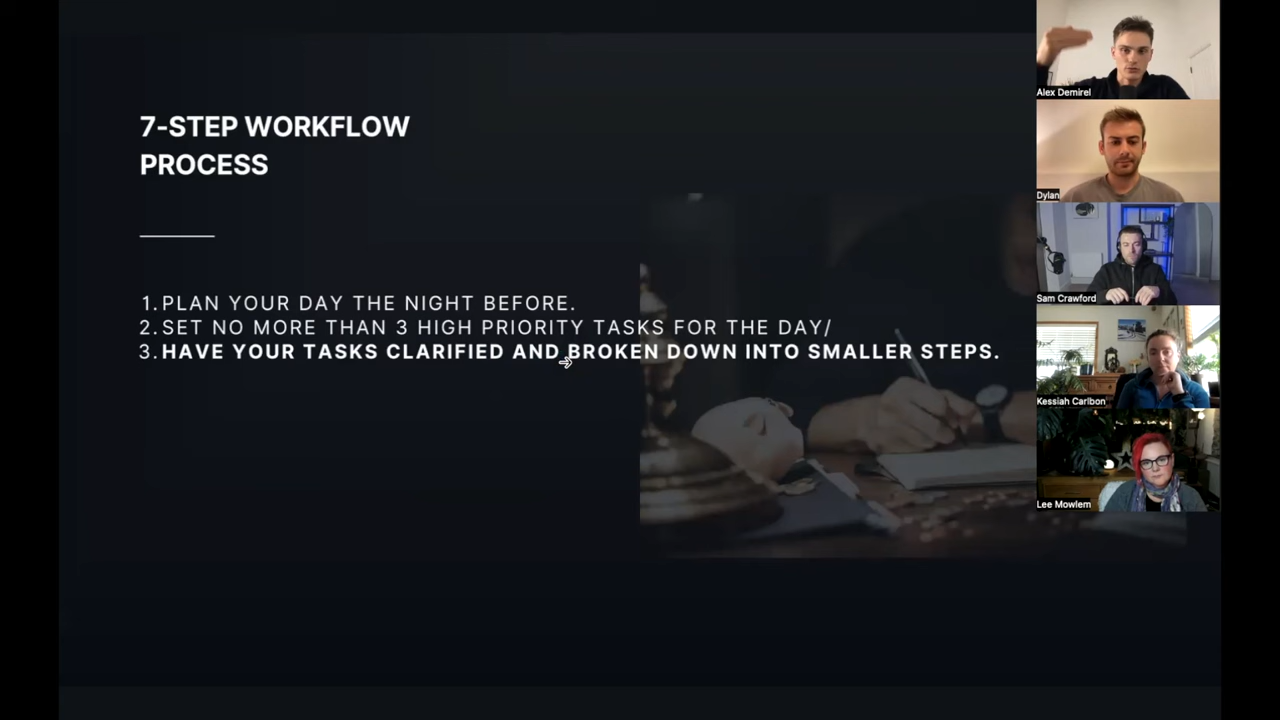 7-STEP WORKFLOW
PROCESS
1. PLAN YOUR DAY THE NIGHT BEFORE.
2. SET NO MORE THAN 3 HIGH PRIORITY TASKS FOR THE DAY/
3. HAVE YOUR TASKS CLARIFIED AND BROKEN DOWN INTO SMALLER STEPS.
Alex Demirel
Dylan
Sam Crawford
Kessiah Carlbon
Lee Mowlem